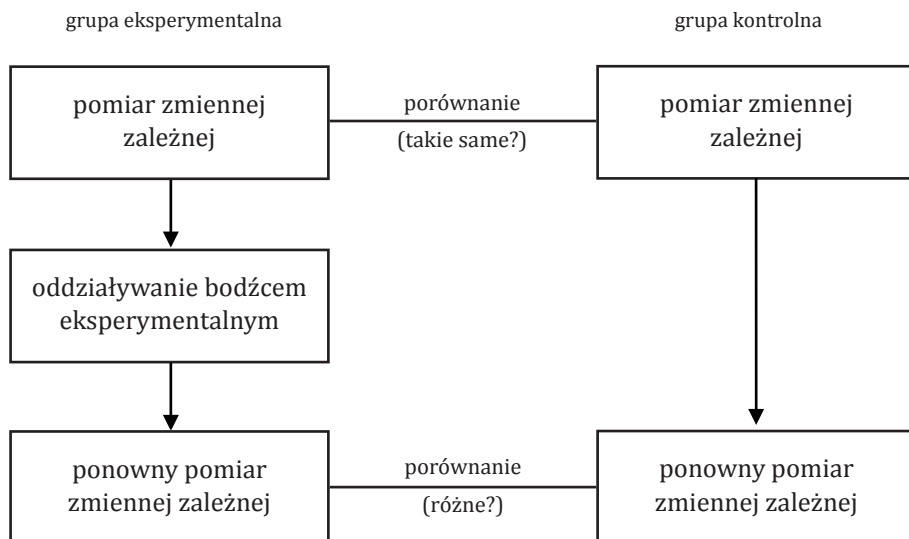 grupa eksperymentalna
grupa kontrolna
pomiar zmiennej
zależnej
porównanie
(takie same?)
pomiar zmiennej
zależnej
oddziaływanie bodźcem
eksperymentalnym
ponowny pomiar
zmiennej zależnej
porównanie
(różne?)
ponowny pomiar
zmiennej zależnej